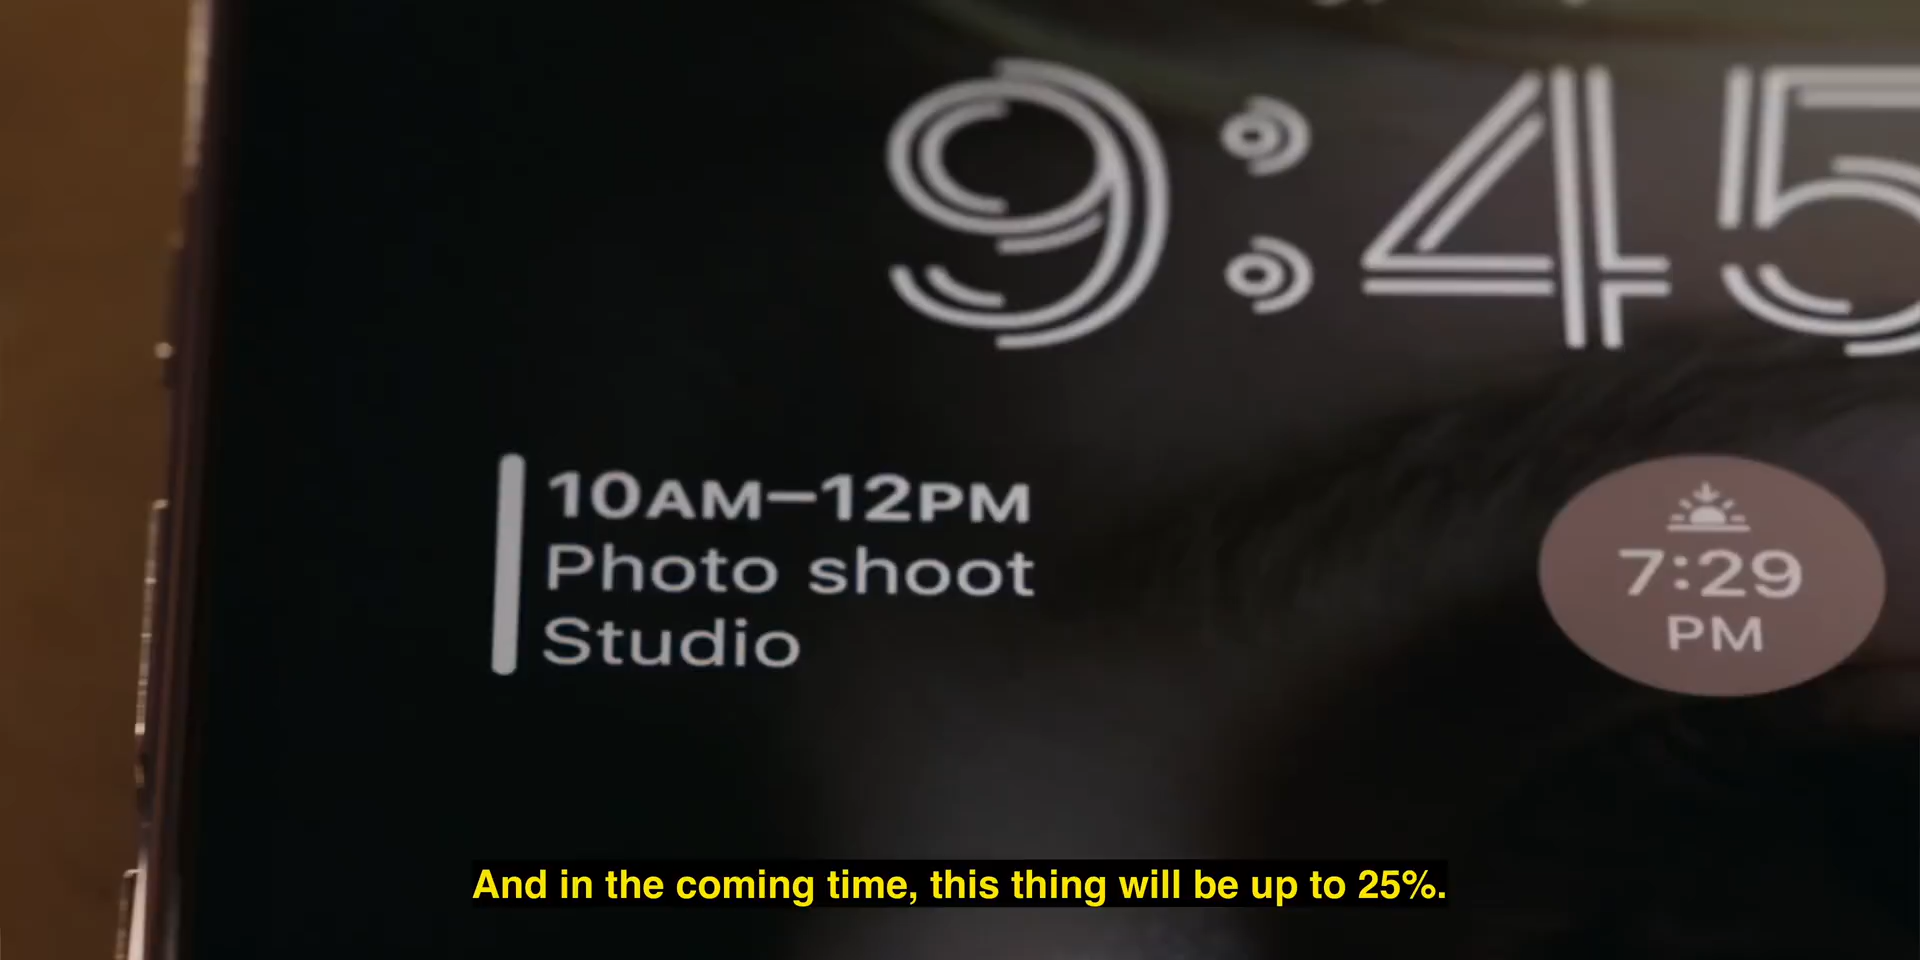 9:45
10AM–12PM
Photo shoot
Studio
7:29
PM
And in the coming time, this thing will be up to 25%.